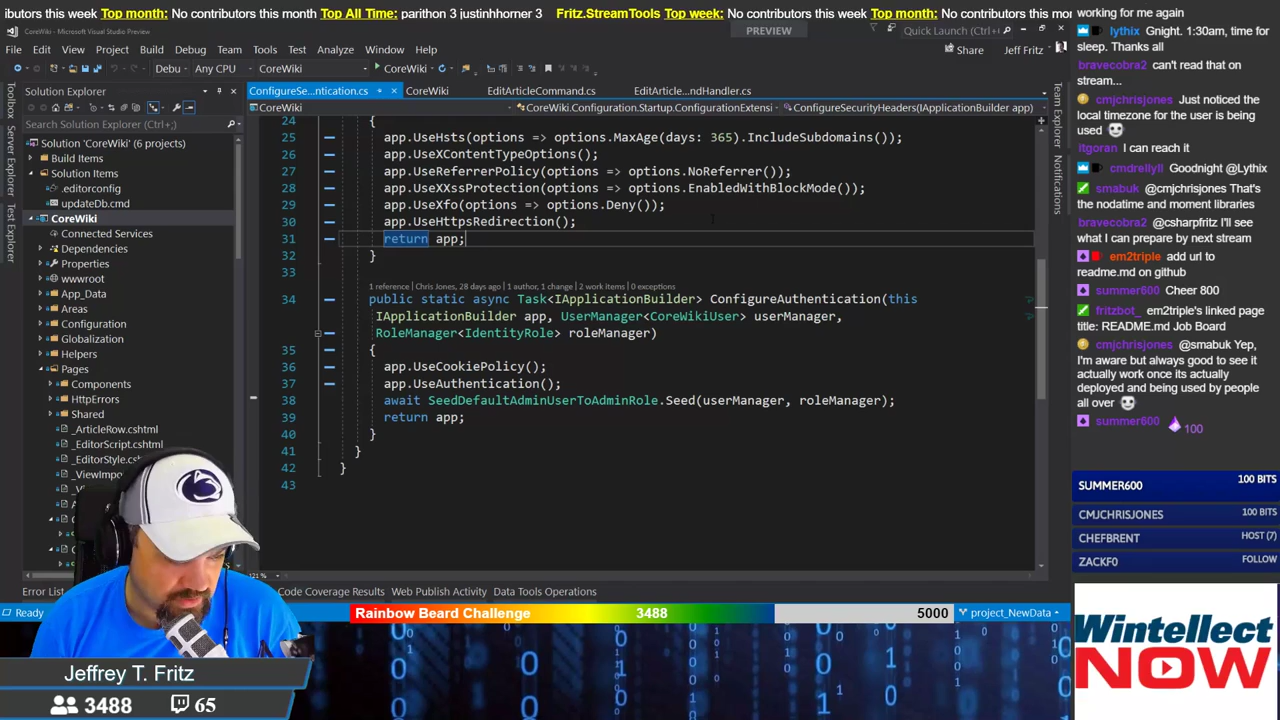 ibutors this week Top month: No contributors this month Top All Time: parithon 3 justinhhorner 3 Fritz.StreamTools Top week: No contributors this week Top month: No contributors this mon
CoreWiki - Microsoft Visual Studio Preview
PREVIEW
Quick Launch (Ctrl+Q)
File Edit View Project Build Debug Team Tools Test Analyze Window Help
Share Jeff Fritz
Debu Any CPU CoreWiki CoreWiki
Toolbox
Server Explorer
Test Explorer
Solution Explorer
Search Solution Explorer (Ctrl+;)
Solution 'CoreWiki' (6 projects)
Build Items
Solution Items
.editorconfig
updateDb.cmd
CoreWiki
Connected Services
Dependencies
Properties
wwwroot
App_Data
Areas
Configuration
Globalization
Helpers
Pages
Components
HttpErrors
Shared
_ArticleRow.cshtml
_EditorScript.cshtml
_EditorStyle.cshtml
_ViewImpo
ConfigureSe...ntication.cs CoreWiki EditArticleCommand.cs EditArticle...ndHandler.cs
CoreWiki CoreWiki.Configuration.Startup.ConfigurationExtensi ConfigureSecurityHeaders(IApplicationBuilder app)
24 {
25 app.UseHsts(options => options.MaxAge(days: 365).IncludeSubdomains());
26 app.UseXContentTypeOptions();
27 app.UseReferrerPolicy(options => options.NoReferrer());
28 app.UseXXssProtection(options => options.EnabledWithBlockMode());
29 app.UseXfo(options => options.Deny());
30 app.UseHttpsRedirection();
31 return app;
32 }
33
1 reference | Chris Jones, 28 days ago | 1 author, 1 change | 2 work items | 0 exceptions
34 public static async Task<IApplicationBuilder> ConfigureAuthentication(this
IApplicationBuilder app, UserManager<CoreWikiUser> userManager,
RoleManager<IdentityRole> roleManager)
35 {
36 app.UseCookiePolicy();
37 app.UseAuthentication();
38 await SeedDefaultAdminUserToAdminRole.Seed(userManager, roleManager);
39 return app;
40 }
41 }
42 }
43
121 %
Team Explorer
Notifications
Error List Code Coverage Results Web Publish Activity Data Tools Operations
Ready
Rainbow Beard Challenge 3488 5000
project_NewData
Jeffrey T. Fritz
3488 65
working for me again
lythix Gnight. 1:30am, time for
sleep. Thanks all
bravecobra2 can't read that on
stream...
cmjchrisjones Just noticed the
local timezone for the user is being
used
itgoran I can reach it
cmdrellyll Goodnight @Lythix
smabuk @cmjchrisjones That's
the nodatime and moment libraries
bravecobra2 @csharpfritz I'll see
what I can prepare by next stream
em2triple add url to
readme.md on github
summer600 Cheer 800
fritzbot_ em2triple's linked page
title: README.md Job Board
cmjchrisjones @smabuk Yep,
I'm aware but always good to see it
actually work once its actually
deployed and being used by people
all over
summer600 100
SUMMER600 100 BITS
CMJCHRISJONES 100 BITS
CHEFBRENT HOST (7)
ZACKF0 FOLLOW
Wintellect
NOW